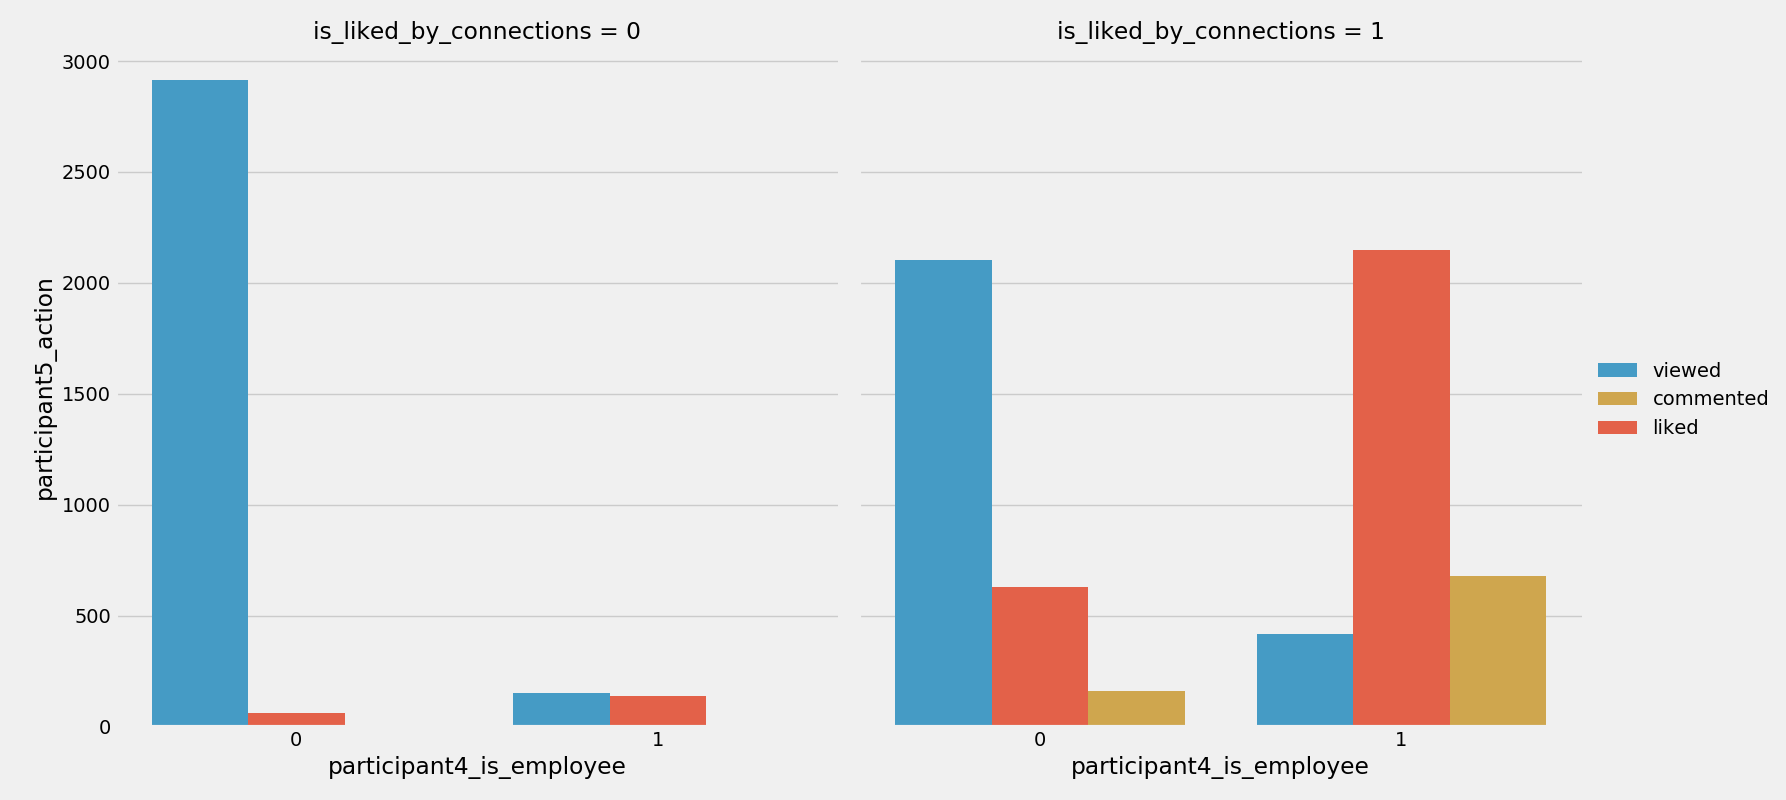 is_liked_by_connections = 0
is_liked_by_connections = 1
3000
2500
2000
1500
1000
500
0
participant5_action
0
1
0
1
participant4_is_employee
participant4_is_employee
viewed
commented
liked